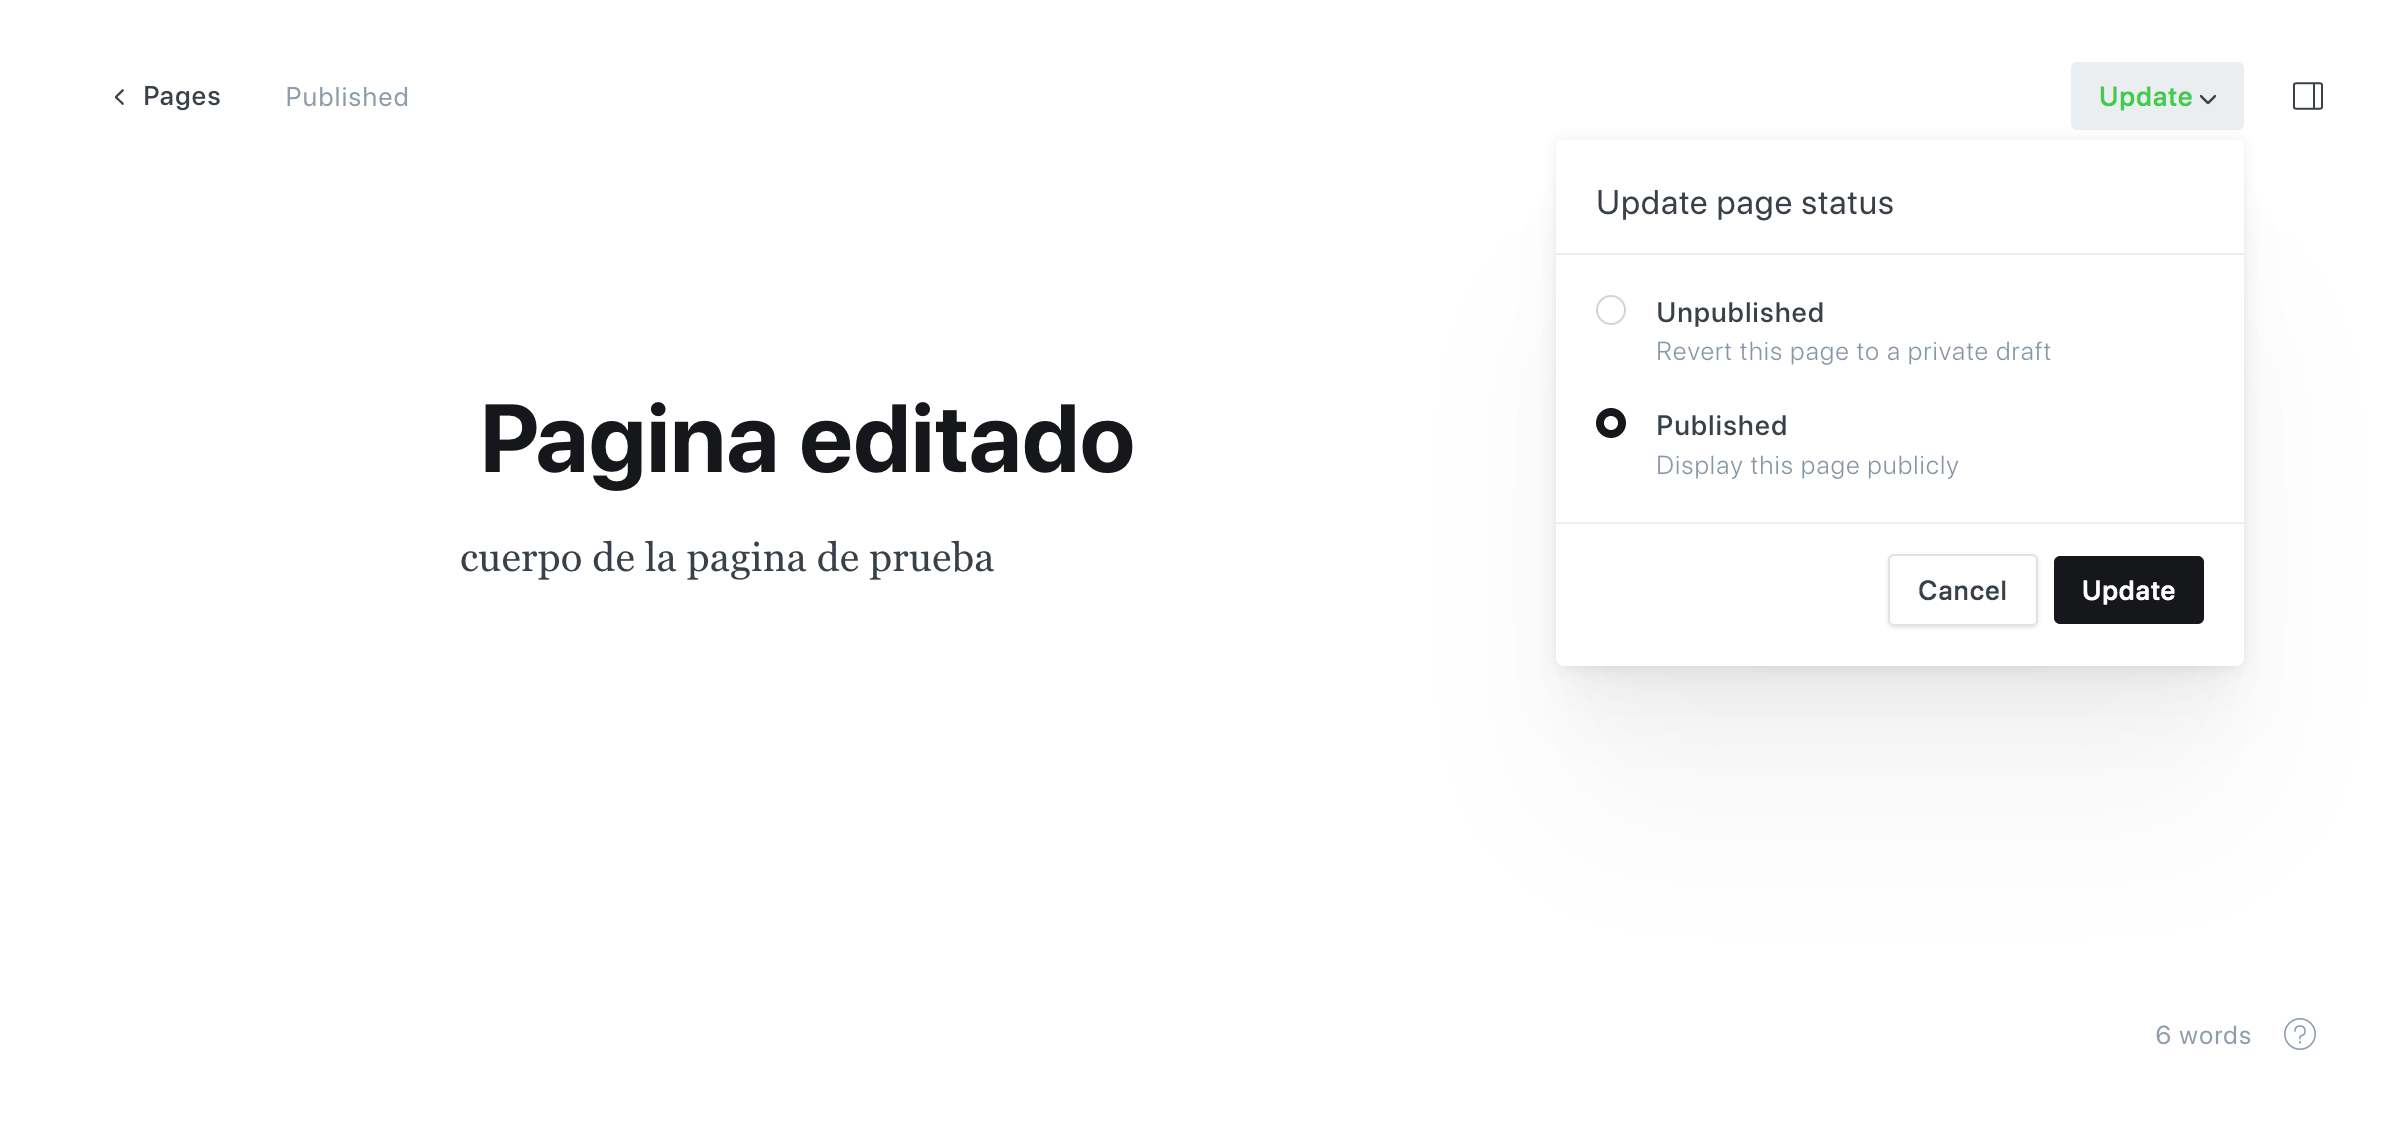 Pages
Published
Update
Update page status
Unpublished
Revert this page to a private draft
Published
Display this page publicly
Cancel
Update
Pagina editado
cuerpo de la pagina de prueba
6 words
?